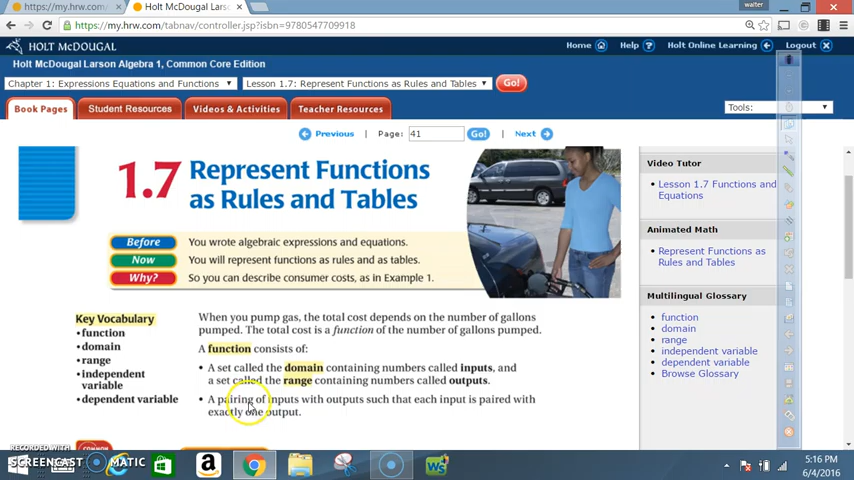 https://my.hrw.com/tabnav/co
Holt McDougal Larson Al
walter
https://my.hrw.com/tabnav/controller.jsp?isbn=9780547709918
HOLT MCDOUGAL
Home
Help
Holt Online Learning
Logout
Holt McDougal Larson Algebra 1, Common Core Edition
Chapter 1: Expressions Equations and Functions
Lesson 1.7: Represent Functions as Rules and Tables
Go!
Book Pages
Student Resources
Videos & Activities
Teacher Resources
Tools:
Previous | Page: 41 Go! | Next
1.7 Represent Functions
as Rules and Tables
Before You wrote algebraic expressions and equations.
Now You will represent functions as rules and as tables.
Why? So you can describe consumer costs, as in Example 1.
Key Vocabulary
• function
• domain
• range
• independent
variable
• dependent variable
When you pump gas, the total cost depends on the number of gallons
pumped. The total cost is a function of the number of gallons pumped.
A function consists of:
• A set called the domain containing numbers called inputs, and
a set called the range containing numbers called outputs.
• A pairing of inputs with outputs such that each input is paired with
exactly one output.
COMMON
Video Tutor
• Lesson 1.7 Functions and
Equations
Animated Math
• Represent Functions as
Rules and Tables
Multilingual Glossary
• function
• domain
• range
• independent variable
• dependent variable
• Browse Glossary
RECORDED WITH
SCREENCAST MATIC
5:16 PM
6/4/2016